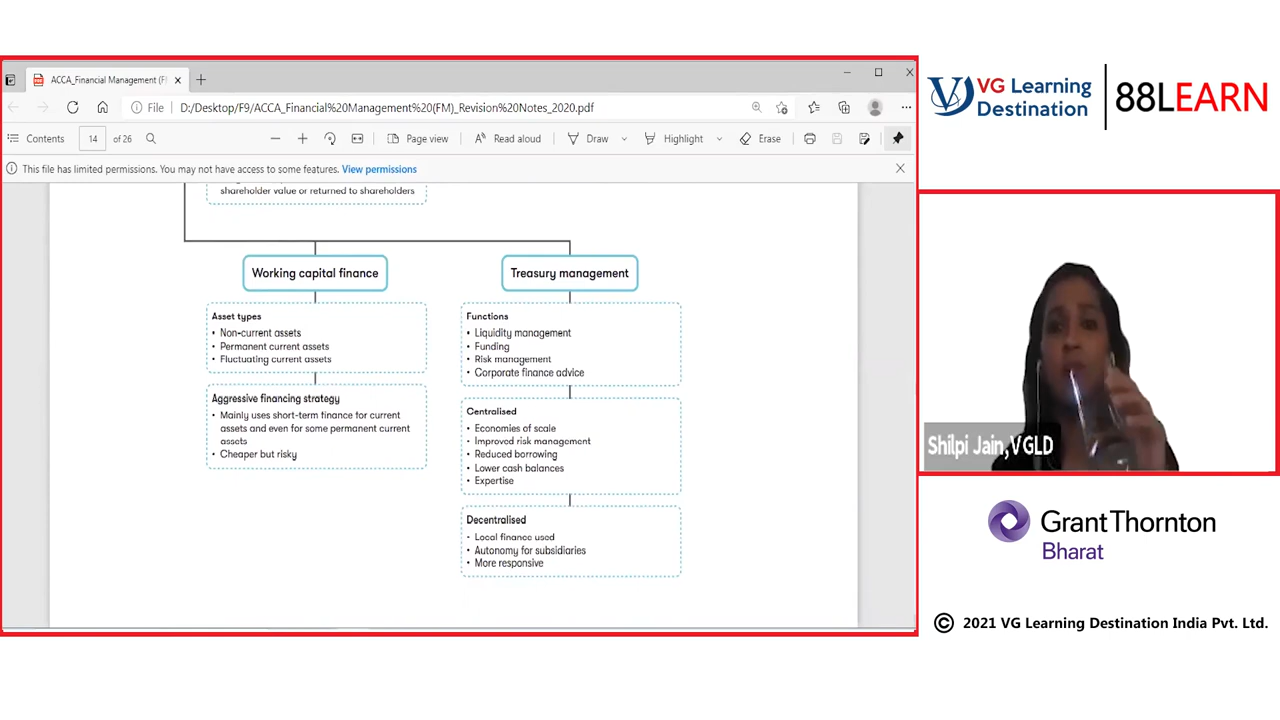 ACCA_Financial Management (F
File
D:/Desktop/F9/ACCA_Financial%20Management%20(FM)_Revision%20Notes_2020.pdf
Contents
14
of 26
Page view
Read aloud
Draw
Highlight
Erase
This file has limited permissions. You may not have access to some features. View permissions
shareholder value or returned to shareholders
Working capital finance
Asset types
• Non-current assets
• Permanent current assets
• Fluctuating current assets
Aggressive financing strategy
• Mainly uses short-term finance for current
assets and even for some permanent current
assets
• Cheaper but risky
Treasury management
Functions
• Liquidity management
• Funding
• Risk management
• Corporate finance advice
Centralised
• Economies of scale
• Improved risk management
• Reduced borrowing
• Lower cash balances
• Expertise
Decentralised
• Local finance used
• Autonomy for subsidiaries
• More responsive
VG Learning
Destination
88LEARN
Shilpi Jain,VGLD
Grant Thornton
Bharat
© 2021 VG Learning Destination India Pvt. Ltd.